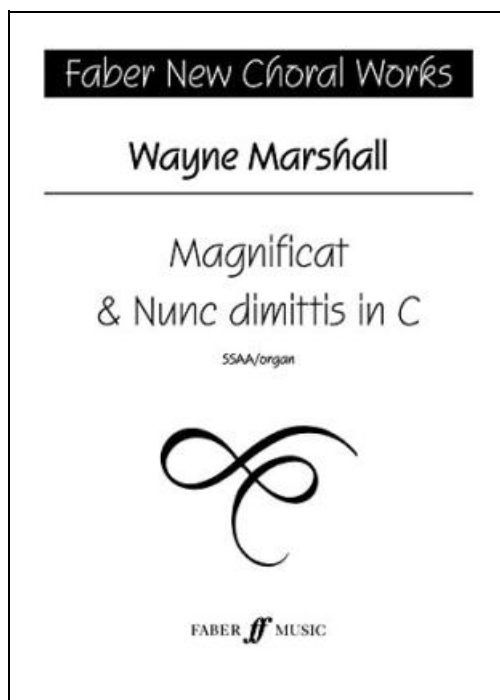 Faber New Choral Works
Wayne Marshall
Magnificat
& Nunc dimittis in C
SSAA/organ
FABER ff MUSIC